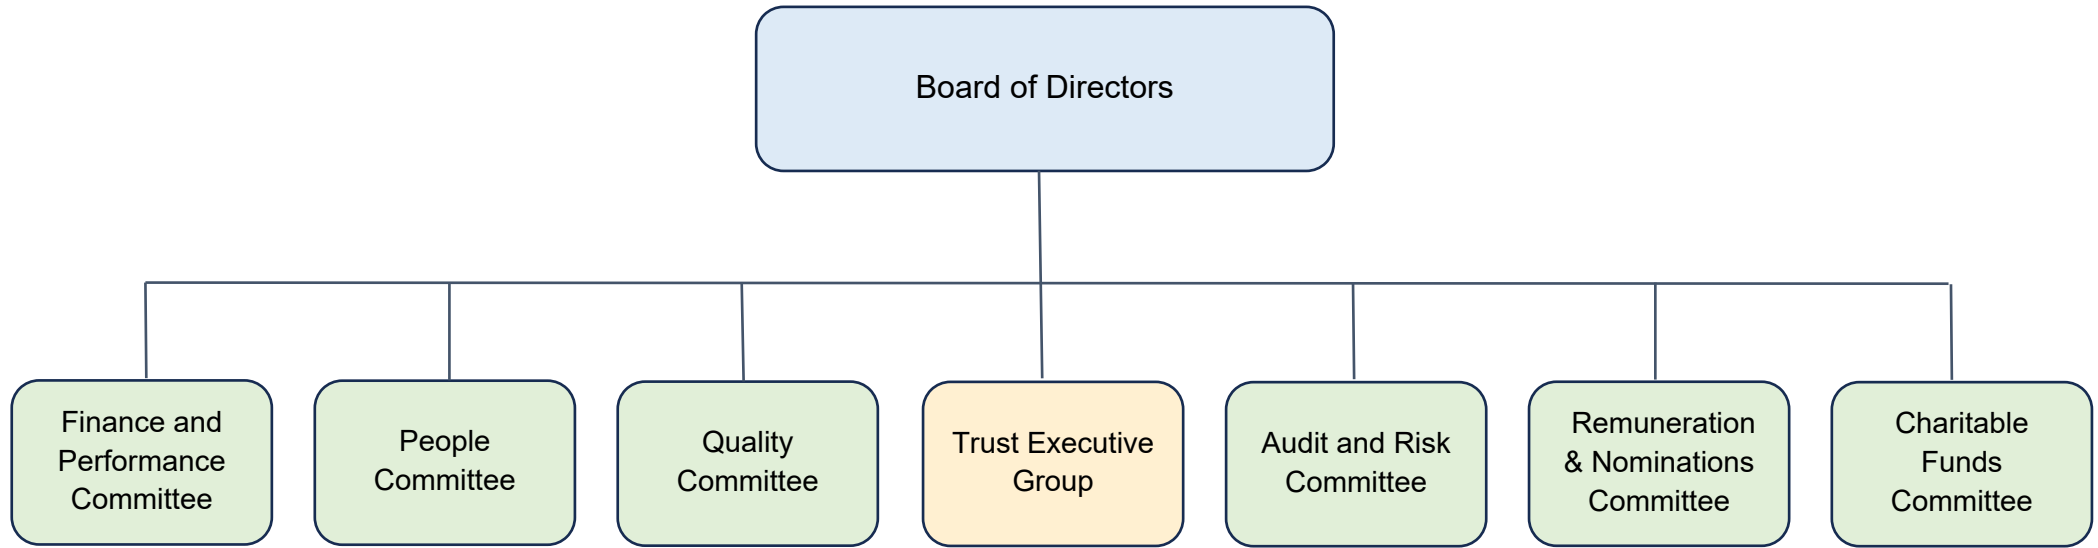 Board of Directors
Finance and
Performance
Committee
People
Committee
Quality
Committee
Trust Executive
Group
Audit and Risk
Committee
Remuneration
& Nominations
Committee
Charitable
Funds
Committee